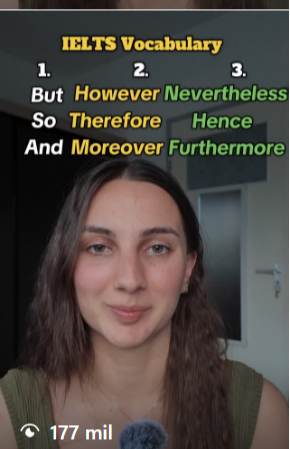 IELTS Vocabulary
1. 2. 3.
But However Nevertheless
So Therefore Hence
And Moreover Furthermore
177 mil